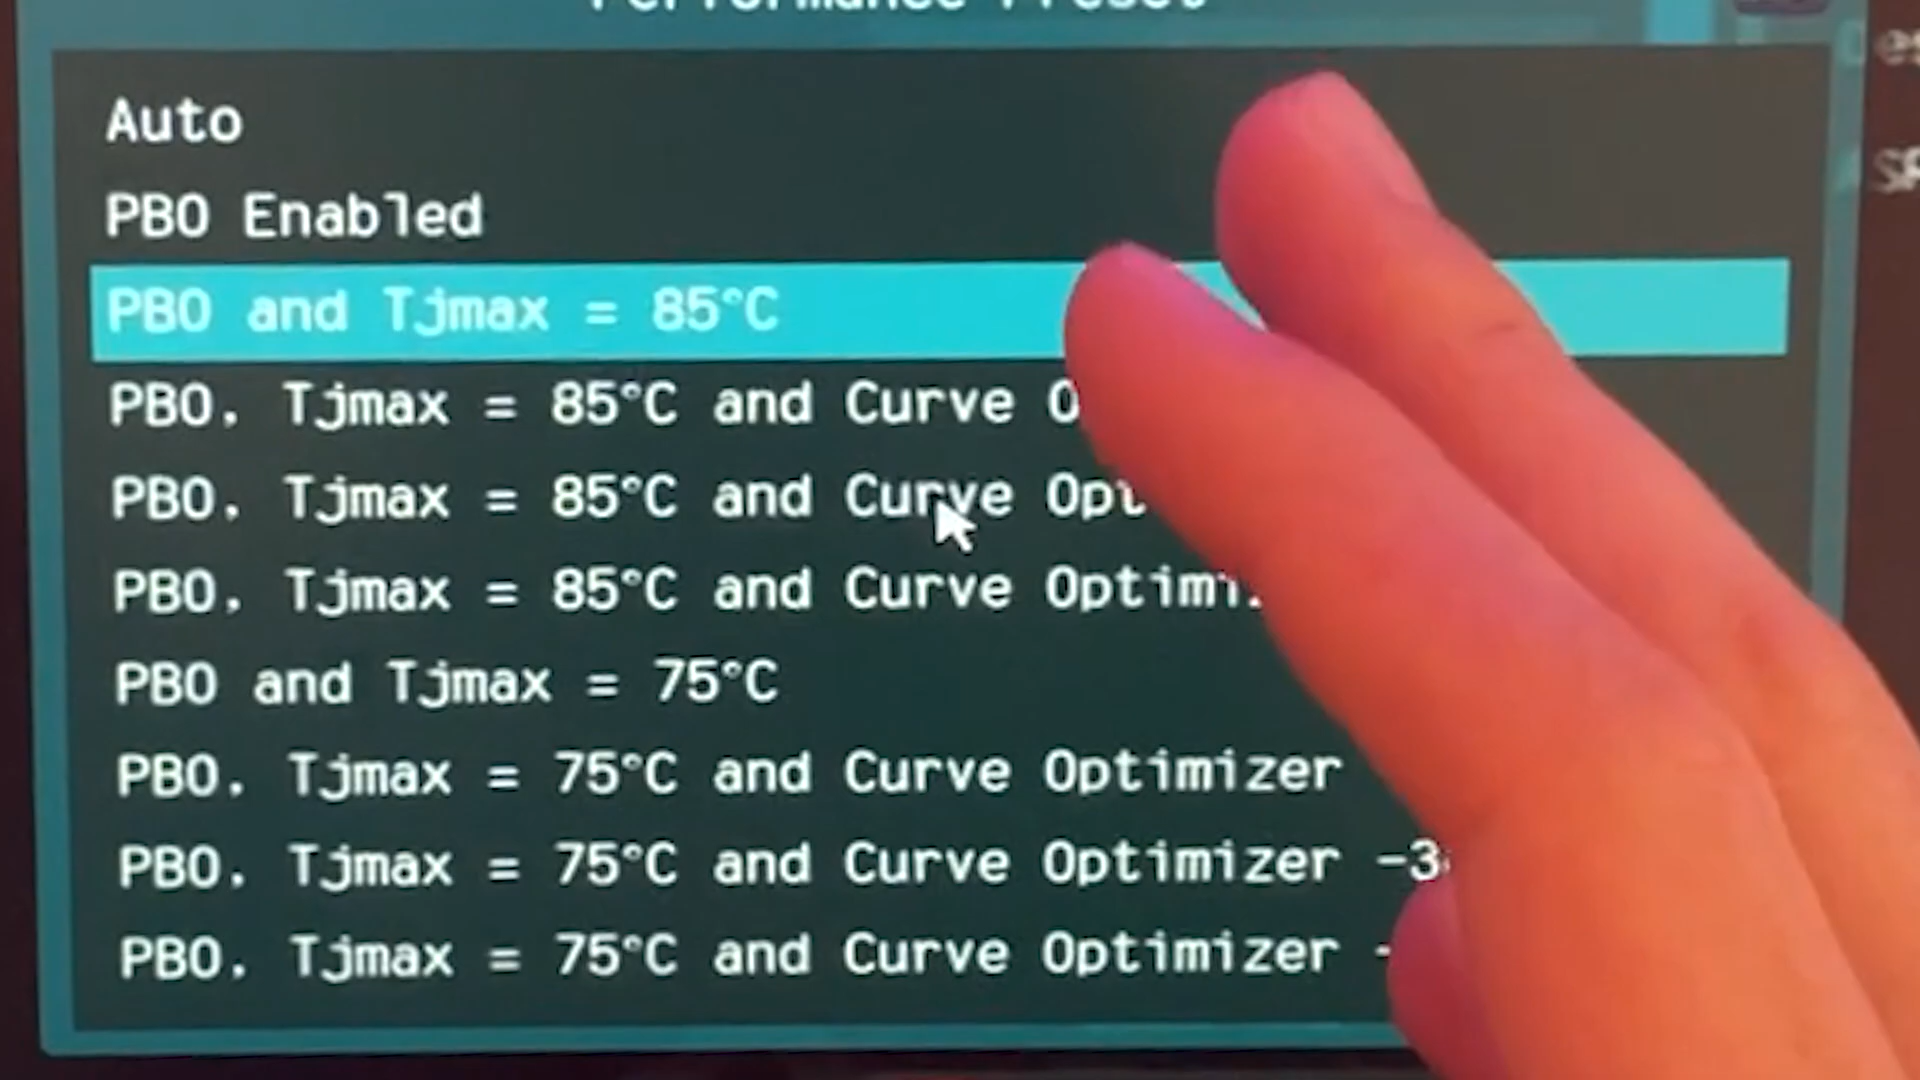 Performance Preset
Auto
PBO Enabled
PBO and Tjmax = 85°C
PBO, Tjmax = 85°C and Curve
PBO, Tjmax = 85°C and Curve
PBO, Tjmax = 85°C and Curve
PBO and Tjmax = 75°C
PBO, Tjmax = 75°C and Curve Optimizer
PBO, Tjmax = 75°C and Curve Optimizer
PBO, Tjmax = 75°C and Curve Optimizer